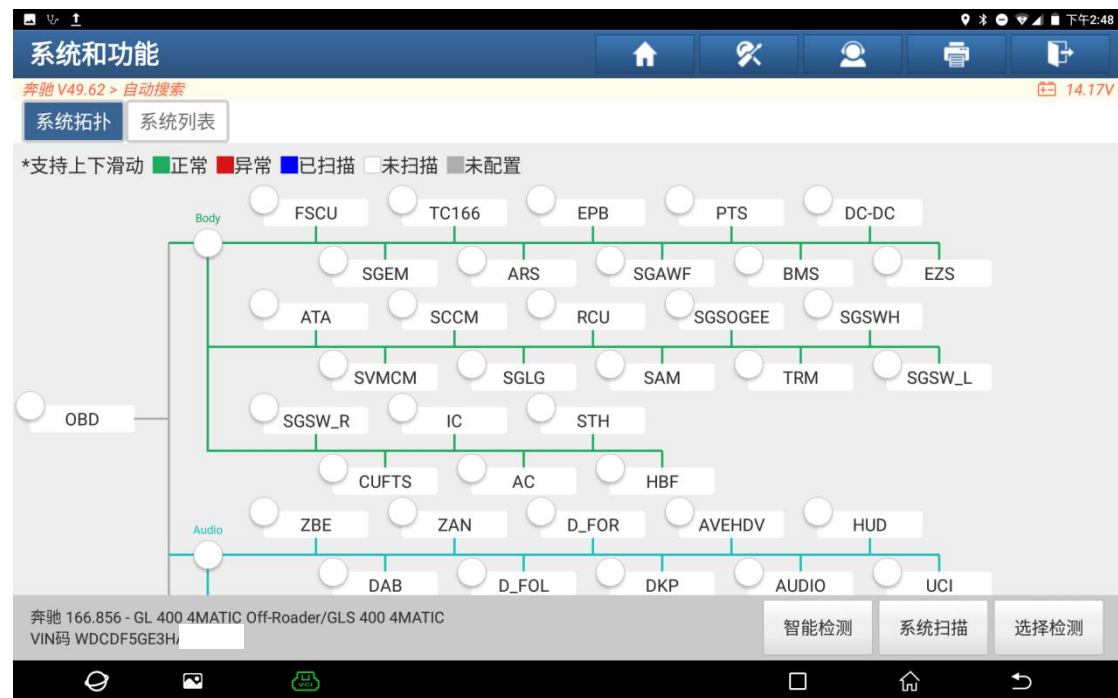 下午2:48
系统和功能
奔驰 V49.62 > 自动搜索
14.17V
系统拓扑
系统列表
*支持上下滑动 正常 异常 已扫描 未扫描 未配置
Body
FSCU TC166 EPB PTS DC-DC
SGEM ARS SGAWF BMS EZS
ATA SCCM RCU SGSOGEE SGSWH
SVMCM SGLG SAM TRM SGSW_L
OBD
SGSW_R IC STH
CUFTS AC HBF
Audio
ZBE ZAN D_FOR AVEHDV HUD
DAB D_FOL DKP AUDIO UCI
奔驰 166.856 - GL 400 4MATIC Off-Roader/GLS 400 4MATIC
VIN码 WDCDF5GE3H
智能检测
系统扫描
选择检测
VCI